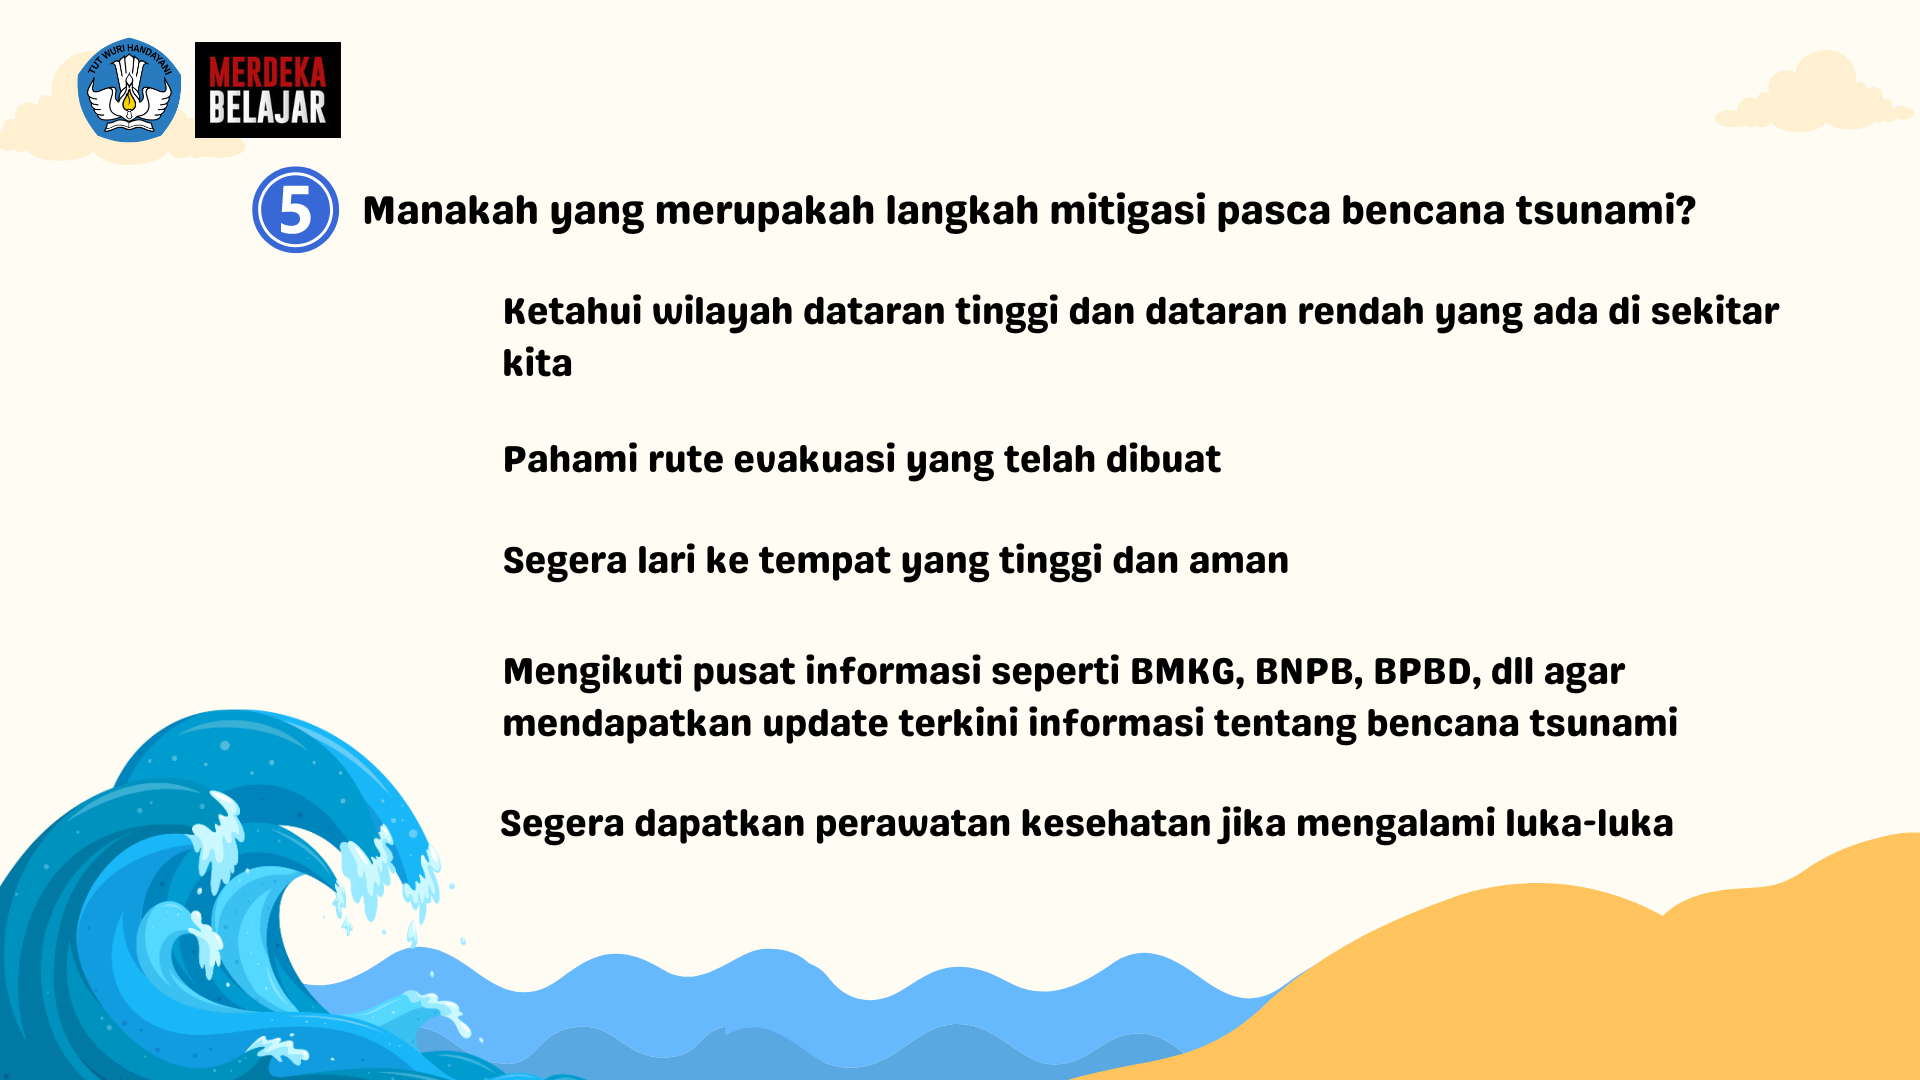 TUT WURI HANDAYANI
MERDEKA
BELAJAR
5
Manakah yang merupakah langkah mitigasi pasca bencana tsunami?
Ketahui wilayah dataran tinggi dan dataran rendah yang ada di sekitar
kita
Pahami rute evakuasi yang telah dibuat
Segera lari ke tempat yang tinggi dan aman
Mengikuti pusat informasi seperti BMKG, BNPB, BPBD, dll agar
mendapatkan update terkini informasi tentang bencana tsunami
Segera dapatkan perawatan kesehatan jika mengalami luka-luka